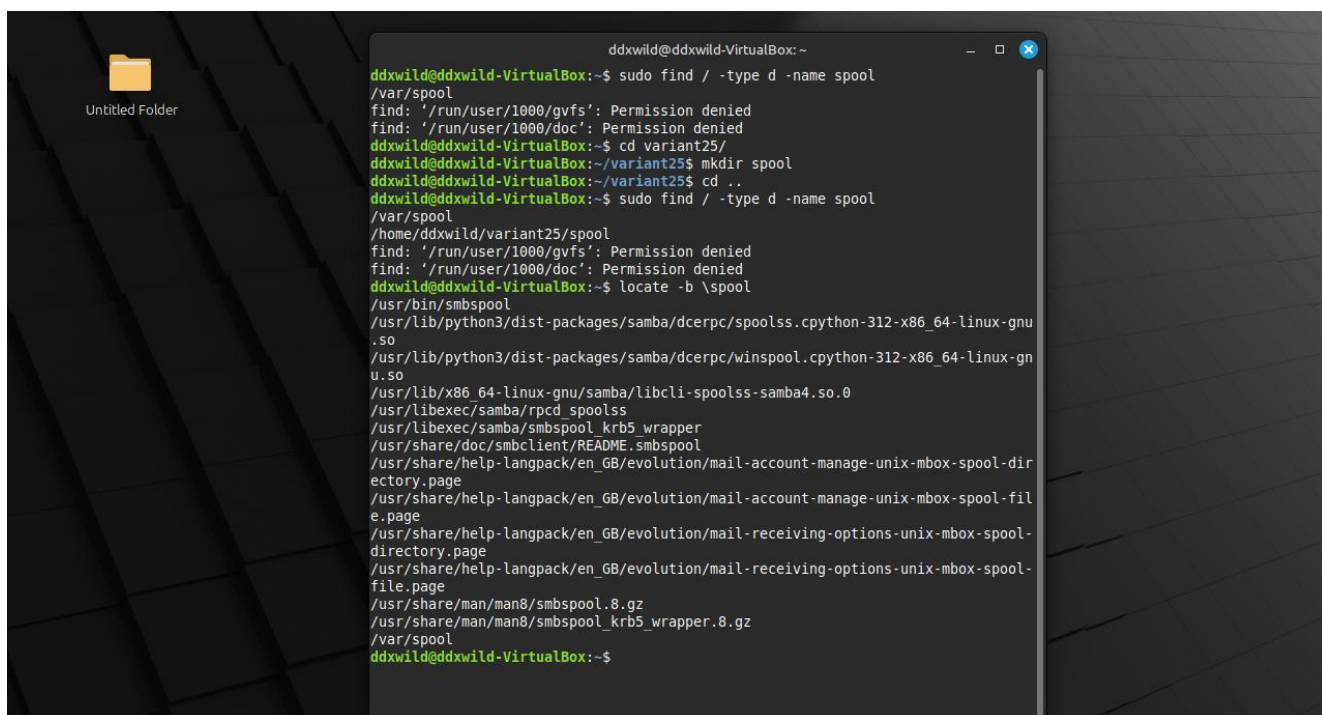 Untitled Folder
ddxwild@ddxwild-VirtualBox: ~
ddxwild@ddxwild-VirtualBox:~$ sudo find / -type d -name spool
/var/spool
find: ‘/run/user/1000/gvfs’: Permission denied
find: ‘/run/user/1000/doc’: Permission denied
ddxwild@ddxwild-VirtualBox:~$ cd variant25/
ddxwild@ddxwild-VirtualBox:~/variant25$ mkdir spool
ddxwild@ddxwild-VirtualBox:~/variant25$ cd ..
ddxwild@ddxwild-VirtualBox:~$ sudo find / -type d -name spool
/var/spool
/home/ddxwild/variant25/spool
find: ‘/run/user/1000/gvfs’: Permission denied
find: ‘/run/user/1000/doc’: Permission denied
ddxwild@ddxwild-VirtualBox:~$ locate -b \spool
/usr/bin/smbspool
/usr/lib/python3/dist-packages/samba/dcerpc/spoolss.cpython-312-x86_64-linux-gnu
.so
/usr/lib/python3/dist-packages/samba/dcerpc/winspool.cpython-312-x86_64-linux-gn
u.so
/usr/lib/x86_64-linux-gnu/samba/libcli-spoolss-samba4.so.0
/usr/libexec/samba/rpcd_spoolss
/usr/libexec/samba/smbspool_krb5_wrapper
/usr/share/doc/smbclient/README.smbspool
/usr/share/help-langpack/en_GB/evolution/mail-account-manage-unix-mbox-spool-dir
ectory.page
/usr/share/help-langpack/en_GB/evolution/mail-account-manage-unix-mbox-spool-fil
e.page
/usr/share/help-langpack/en_GB/evolution/mail-receiving-options-unix-mbox-spool-
directory.page
/usr/share/help-langpack/en_GB/evolution/mail-receiving-options-unix-mbox-spool-
file.page
/usr/share/man/man8/smbspool.8.gz
/usr/share/man/man8/smbspool_krb5_wrapper.8.gz
/var/spool
ddxwild@ddxwild-VirtualBox:~$